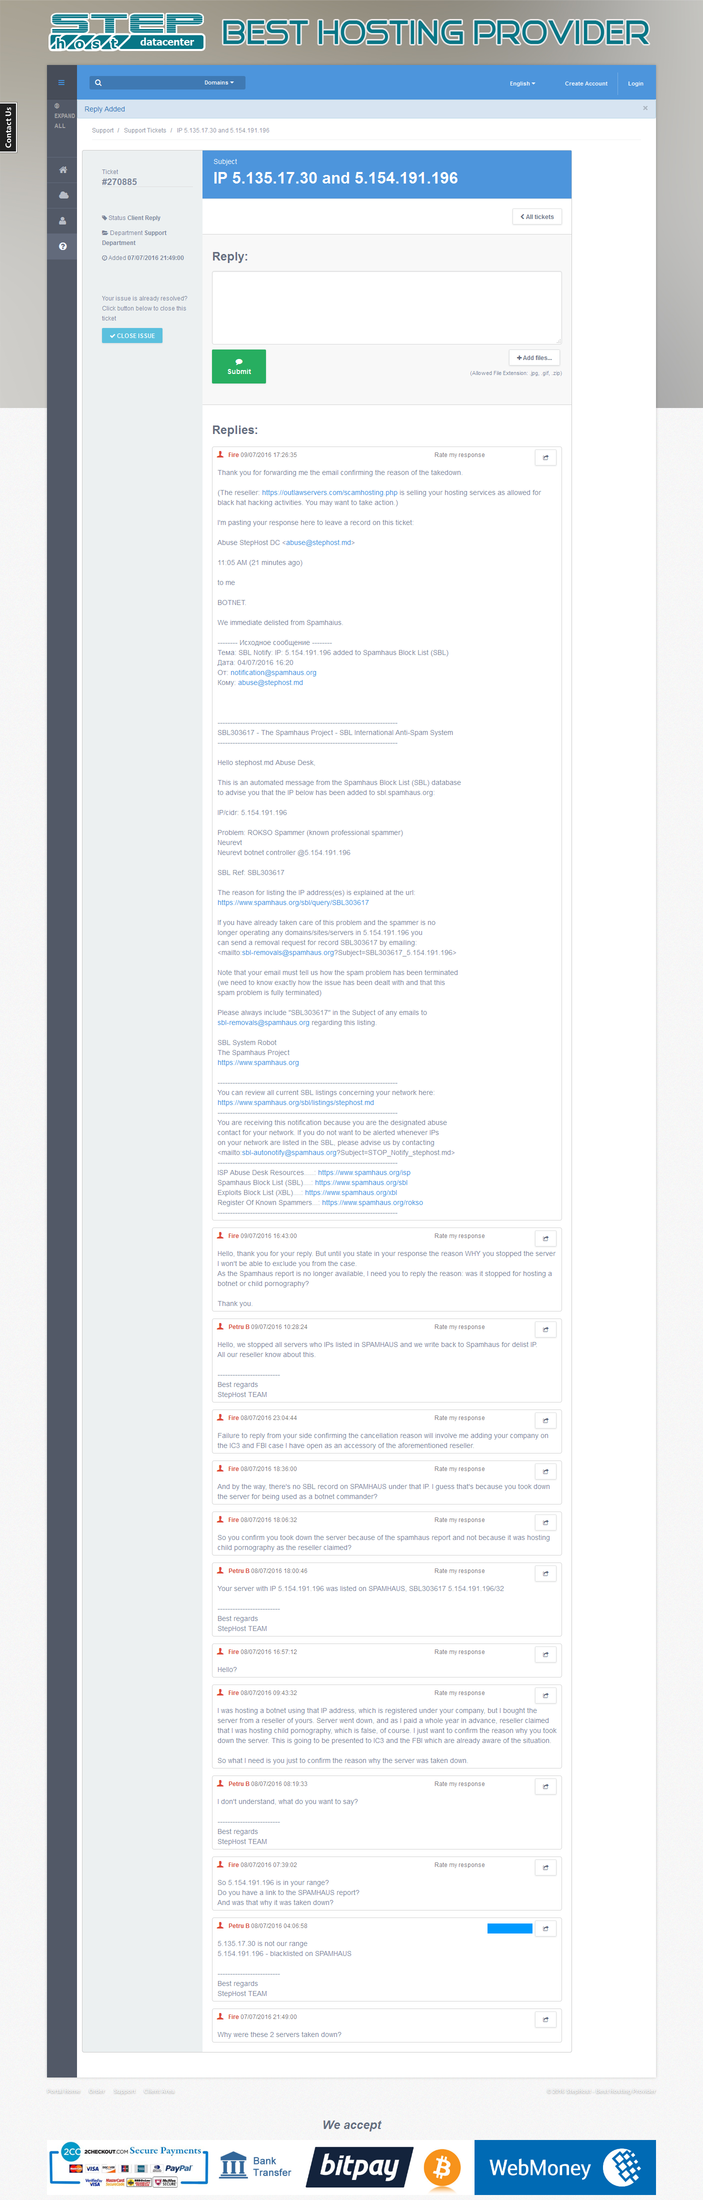 STEP host datacenter
BEST HOSTING PROVIDER
Contact Us
Domains
English
Create Account
Login
EXPAND
ALL
Reply Added
×
Support / Support Tickets / IP 5.135.17.30 and 5.154.191.196
Ticket
#270885
Status Client Reply
Department Support
Department
Added 07/07/2016 21:49:00
Your issue is already resolved?
Click button below to close this
ticket
CLOSE ISSUE
Subject
IP 5.135.17.30 and 5.154.191.196
All tickets
Reply:
Submit
Add files...
(Allowed File Extension: .jpg, .gif, .zip)
Replies:
Fire 09/07/2016 17:26:35 Rate my response
Thank you for forwarding me the email confirming the reason of the takedown.
(The reseller: https://outlawservers.com/scamhosting.php is selling your hosting services as allowed for
black hat hacking activities. You may want to take action.)
I'm pasting your response here to leave a record on this ticket:
Abuse StepHost DC <abuse@stephost.md>
11:05 AM (21 minutes ago)
to me
BOTNET.
We immediate delisted from Spamhaius.
-------- Исходное сообщение --------
Тема: SBL Notify: IP: 5.154.191.196 added to Spamhaus Block List (SBL)
Дата: 04/07/2016 16:20
От: notification@spamhaus.org
Кому: abuse@stephost.md
------------------------------------------------------------------------
SBL303617 - The Spamhaus Project - SBL International Anti-Spam System
------------------------------------------------------------------------
Hello stephost.md Abuse Desk,
This is an automated message from the Spamhaus Block List (SBL) database
to advise you that the IP below has been added to sbl.spamhaus.org:
IP/cidr: 5.154.191.196
Problem: ROKSO Spammer (known professional spammer)
Neurevt
Neurevt botnet controller @5.154.191.196
SBL Ref: SBL303617
The reason for listing the IP address(es) is explained at the url:
https://www.spamhaus.org/sbl/query/SBL303617
If you have already taken care of this problem and the spammer is no
longer operating any domains/sites/servers in 5.154.191.196 you
can send a removal request for record SBL303617 by emailing:
<mailto:sbl-removals@spamhaus.org?Subject=SBL303617_5.154.191.196>
Note that your email must tell us how the spam problem has been terminated
(we need to know exactly how the issue has been dealt with and that this
spam problem is fully terminated).
Please always include "SBL303617" in the Subject of any emails to
sbl-removals@spamhaus.org regarding this listing.
SBL System Robot
The Spamhaus Project
https://www.spamhaus.org
------------------------------------------------------------------------
You can review all current SBL listings concerning your network here:
https://www.spamhaus.org/sbl/listings/stephost.md
------------------------------------------------------------------------
You are receiving this notification because you are the designated abuse
contact for your network. If you do not want to be alerted whenever IPs
on your network are listed in the SBL, please advise us by contacting
<mailto:sbl-autonotify@spamhaus.org?Subject=STOP_Notify_stephost.md>
------------------------------------------------------------------------
ISP Abuse Desk Resources.....: https://www.spamhaus.org/isp
Spamhaus Block List (SBL)....: https://www.spamhaus.org/sbl
Exploits Block List (XBL)....: https://www.spamhaus.org/xbl
Register Of Known Spammers...: https://www.spamhaus.org/rokso
------------------------------------------------------------------------
Fire 09/07/2016 16:43:00 Rate my response
Hello, thank you for your reply. But until you state in your response the reason WHY you stopped the server
I won't be able to exclude you from the case.
As the Spamhaus report is no longer available, I need you to reply the reason: was it stopped for hosting a
botnet or child pornography?
Thank you.
Petru B 09/07/2016 10:28:24 Rate my response
Hello, we stopped all servers who IPs listed in SPAMHAUS and we write back to Spamhaus for delist IP.
All our reseller know about this.
-------------------------
Best regards
StepHost TEAM
Fire 08/07/2016 23:04:44 Rate my response
Failure to reply from your side confirming the cancellation reason will involve me adding your company on
the IC3 and FBI case I have open as an accessory of the aforementioned reseller.
Fire 08/07/2016 18:36:00 Rate my response
And by the way, there's no SBL record on SPAMHAUS under that IP. I guess that's because you took down
the server for being used as a botnet commander?
Fire 08/07/2016 18:06:32 Rate my response
So you confirm you took down the server because of the spamhaus report and not because it was hosting
child pornography as the reseller claimed?
Petru B 08/07/2016 18:00:46 Rate my response
Your server with IP 5.154.191.196 was listed on SPAMHAUS, SBL303617 5.154.191.196/32
-------------------------
Best regards
StepHost TEAM
Fire 08/07/2016 16:57:12 Rate my response
Hello?
Fire 08/07/2016 09:43:32 Rate my response
I was hosting a botnet using that IP address, which is registered under your company, but I bought the
server from a reseller of yours. Server went down, and as I paid a whole year in advance, reseller claimed
that I was hosting child pornography, which is false, of course. I just want to confirm the reason why you took
down the server. This is going to be presented to IC3 and the FBI which are already aware of the situation.
So what I need is you just to confirm the reason why the server was taken down.
Petru B 08/07/2016 08:19:33 Rate my response
I don't understand, what do you want to say?
-------------------------
Best regards
StepHost TEAM
Fire 08/07/2016 07:39:02 Rate my response
So 5.154.191.196 is in your range?
Do you have a link to the SPAMHAUS report?
And was that why it was taken down?
Petru B 08/07/2016 04:06:58
5.135.17.30 is not our range
5.154.191.196 - blacklisted on SPAMHAUS
-------------------------
Best regards
StepHost TEAM
Fire 07/07/2016 21:49:00
Why were these 2 servers taken down?
Portal Home Order Support Client Area
© 2016 StepHost - Best Hosting Provider
We accept
2CO 2CHECKOUT.COM Secure Payments
VISA PayPal
Bank
Transfer
bitpay
WebMoney